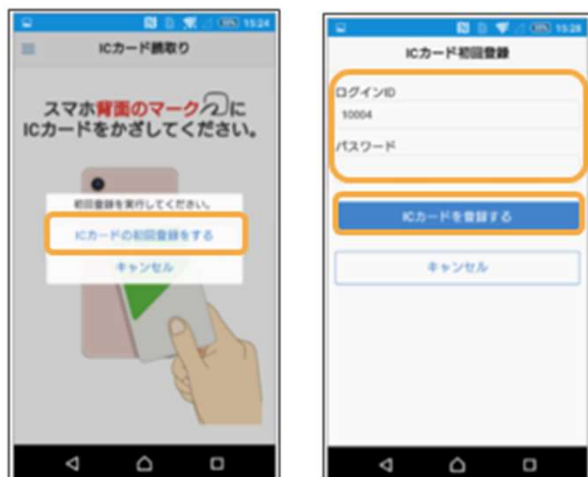 15:24
ICカード読取り
スマホ背面のマークに
ICカードをかざしてください。
初回登録を実行してください。
ICカードの初回登録をする
キャンセル
15:28
ICカード初回登録
ログインID
10004
パスワード
ICカードを登録する
キャンセル